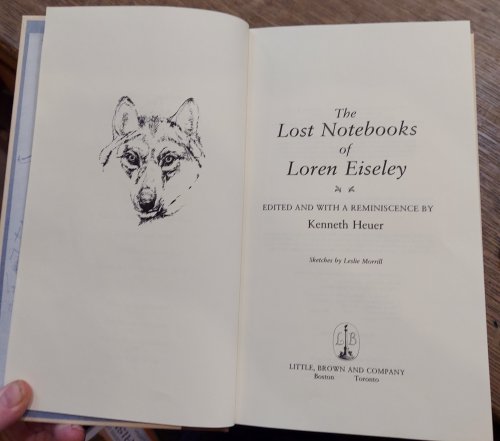 The
Lost Notebooks
of
Loren Eiseley
EDITED AND WITH A REMINISCENCE BY
Kenneth Heuer
Sketches by Leslie Morrill
L B
LITTLE, BROWN AND COMPANY
Boston Toronto